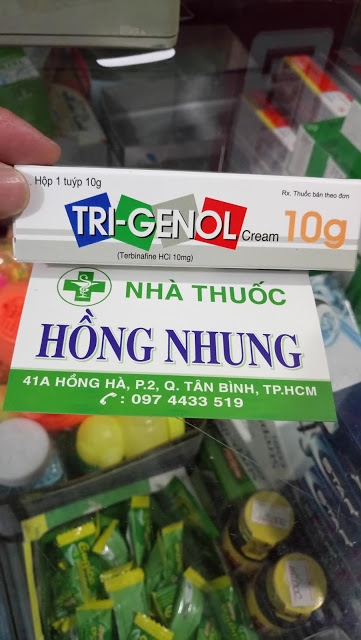 Hộp 1 tuýp 10g
Rx. Thuốc bán theo đơn
TRI-GENOL Cream 10g
(Terbinafine HCl 10mg)
NHÀ THUỐC
HỒNG NHUNG
41A HỒNG HÀ, P.2, Q. TÂN BÌNH, TP.HCM
: 097 4433 519